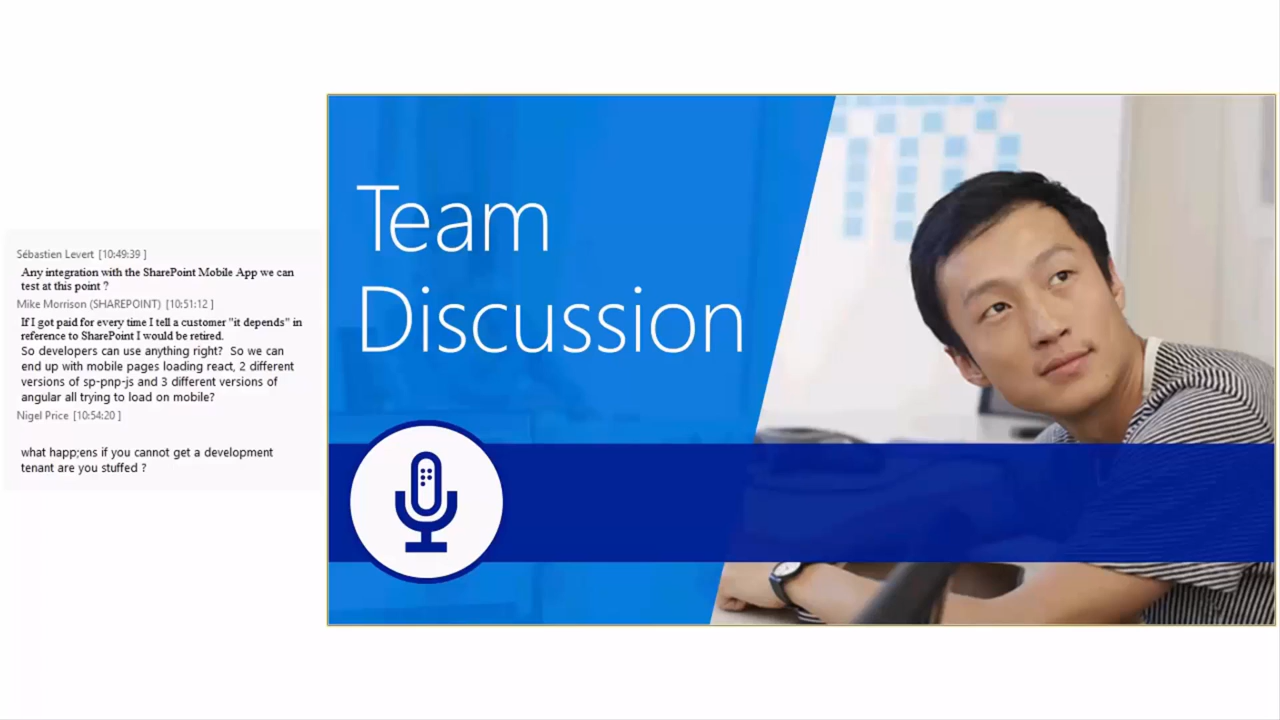 Sébastien Levert [10:49:39 ]
Any integration with the SharePoint Mobile App we can
test at this point ?
Mike Morrison (SHAREPOINT) [10:51:12 ]
If I got paid for every time I tell a customer "it depends" in
reference to SharePoint I would be retired.
So developers can use anything right?  So we can
end up with mobile pages loading react, 2 different
versions of sp-pnp-js and 3 different versions of
angular all trying to load on mobile?
Nigel Price [10:54:20 ]
what happ;ens if you cannot get a development
tenant are you stuffed ?
Team
Discussion